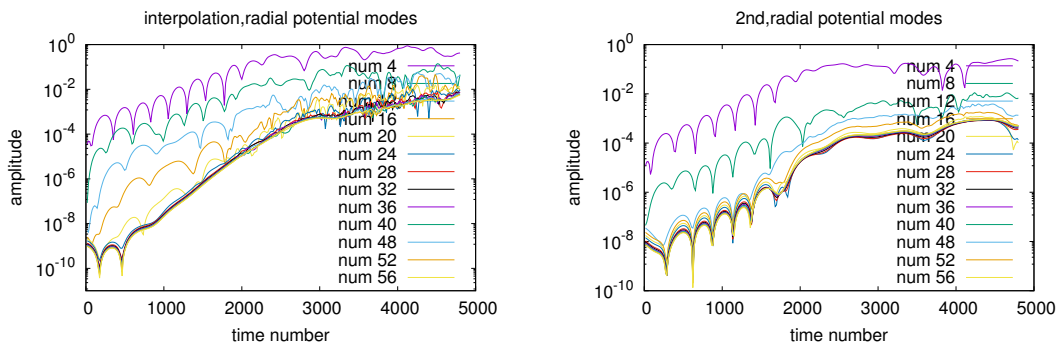 interpolation,radial potential modes
amplitude
10^0
10^-2
10^-4
10^-6
10^-8
10^-10
num 4
num 8
num 12
num 16
num 20
num 24
num 28
num 32
num 36
num 40
num 48
num 52
num 56
0 1000 2000 3000 4000 5000
time number
2nd,radial potential modes
amplitude
10^0
10^-2
10^-4
10^-6
10^-8
10^-10
num 4
num 8
num 12
num 16
num 20
num 24
num 28
num 32
num 36
num 40
num 48
num 52
num 56
0 1000 2000 3000 4000 5000
time number